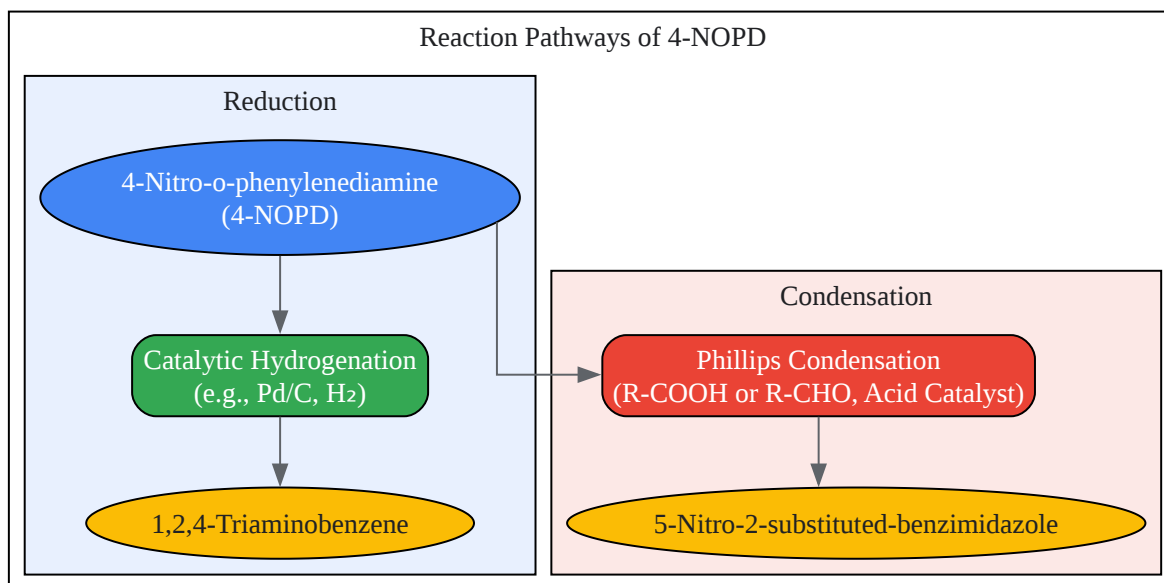 Reaction Pathways of 4-NOPD
Reduction
4-Nitro-o-phenylenediamine
(4-NOPD)
Catalytic Hydrogenation
(e.g., Pd/C, H₂)
1,2,4-Triaminobenzene
Condensation
Phillips Condensation
(R-COOH or R-CHO, Acid Catalyst)
5-Nitro-2-substituted-benzimidazole